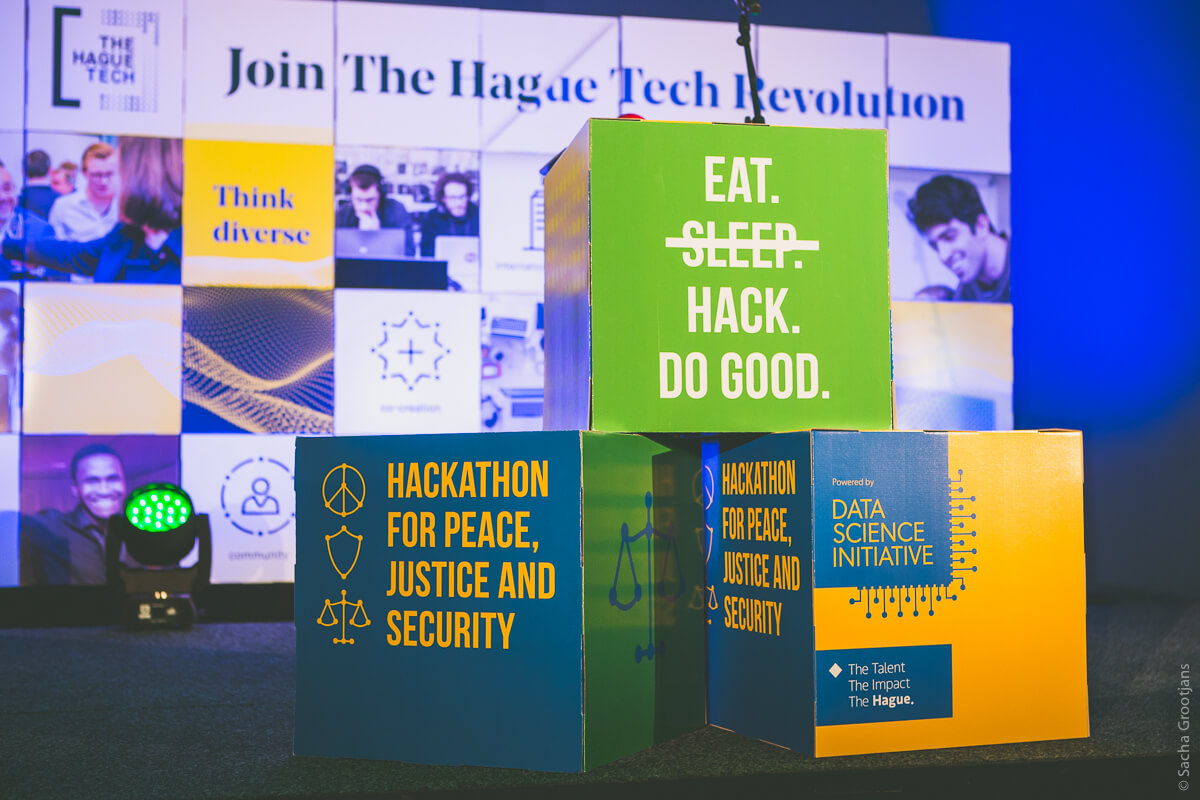 THE
HAGUE
TECH
Join The Hague Tech Revolution
Think
diverse
co-creation
community
EAT.
SLEEP.
HACK.
DO GOOD.
HACKATHON
FOR PEACE,
JUSTICE AND
SECURITY
HACKATHON
FOR PEACE,
JUSTICE AND
SECURITY
Powered by
DATA
SCIENCE
INITIATIVE
The Talent
The Impact
The Hague.
© Sacha Grootjans